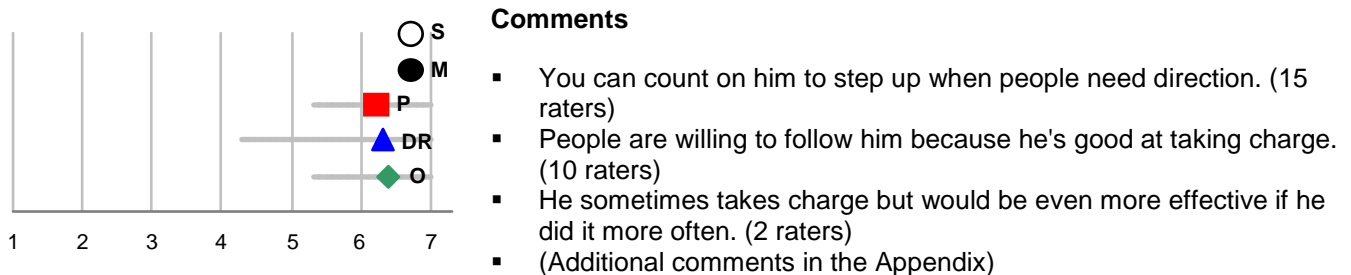 S
M
P
DR
O
1 2 3 4 5 6 7
Comments
▪ You can count on him to step up when people need direction. (15
raters)
▪ People are willing to follow him because he's good at taking charge.
(10 raters)
▪ He sometimes takes charge but would be even more effective if he
did it more often. (2 raters)
▪ (Additional comments in the Appendix)